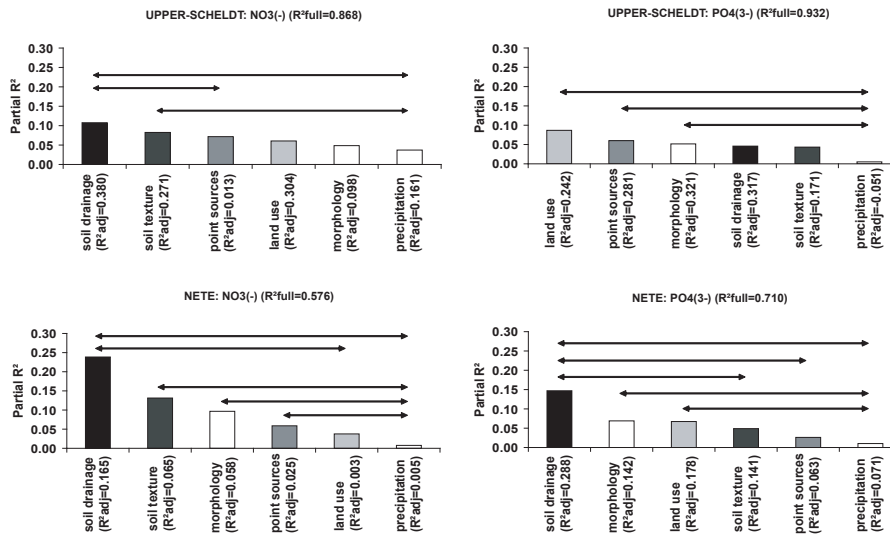 UPPER-SCHELDT: NO3(-) (R²full=0.868)
Partial R²
0.30
0.25
0.20
0.15
0.10
0.05
0.00
soil drainage
(R²adj=0.380)
soil texture
(R²adj=0.271)
point sources
(R²adj=0.013)
land use
(R²adj=0.304)
morphology
(R²adj=0.098)
precipitation
(R²adj=0.161)
UPPER-SCHELDT: PO4(3-) (R²full=0.932)
Partial R²
0.30
0.25
0.20
0.15
0.10
0.05
0.00
land use
(R²adj=0.242)
point sources
(R²adj=0.281)
morphology
(R²adj=0.321)
soil drainage
(R²adj=0.317)
soil texture
(R²adj=0.171)
precipitation
(R²adj=-0.051)
NETE: NO3(-) (R²full=0.576)
Partial R²
0.30
0.25
0.20
0.15
0.10
0.05
0.00
soil drainage
(R²adj=0.165)
soil texture
(R²adj=0.065)
morphology
(R²adj=0.058)
point sources
(R²adj=0.025)
land use
(R²adj=0.003)
precipitation
(R²adj=0.005)
NETE: PO4(3-) (R²full=0.710)
Partial R²
0.30
0.25
0.20
0.15
0.10
0.05
0.00
soil drainage
(R²adj=0.288)
morphology
(R²adj=0.142)
land use
(R²adj=0.178)
soil texture
(R²adj=0.141)
point sources
(R²adj=0.063)
precipitation
(R²adj=0.071)